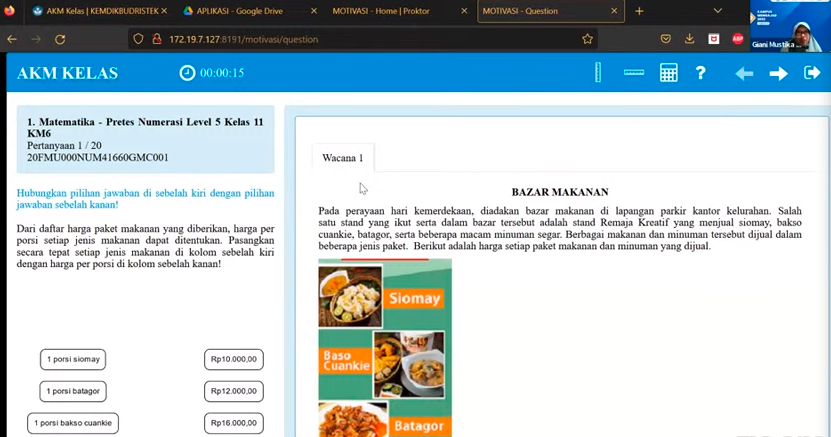 AKM Kelas | KEMDIKBUDRISTEK
APLIKASI - Google Drive
MOTIVASI - Home | Proktor
MOTIVASI - Question
172.19.7.127:8191/motivasi/question
Giani Mustika ...
AKM KELAS
00:00:15
1. Matematika - Pretes Numerasi Level 5 Kelas 11
KM6
Pertanyaan 1 / 20
20FMU000NUM41660GMC001
Hubungkan pilihan jawaban di sebelah kiri dengan pilihan
jawaban sebelah kanan!
Dari daftar harga paket makanan yang diberikan, harga per
porsi setiap jenis makanan dapat ditentukan. Pasangkan
secara tepat setiap jenis makanan di kolom sebelah kiri
dengan harga per porsi di kolom sebelah kanan!
1 porsi siomay
Rp10.000,00
1 porsi batagor
Rp12.000,00
1 porsi bakso cuankie
Rp16.000,00
Wacana 1
BAZAR MAKANAN
Pada perayaan hari kemerdekaan, diadakan bazar makanan di lapangan parkir kantor kelurahan. Salah
satu stand yang ikut serta dalam bazar tersebut adalah stand Remaja Kreatif yang menjual siomay, bakso
cuankie, batagor, serta beberapa macam minuman segar. Berbagai makanan dan minuman tersebut dijual dalam
beberapa jenis paket. Berikut adalah harga setiap paket makanan dan minuman yang dijual.
Siomay
Baso
Cuankie
Batagor